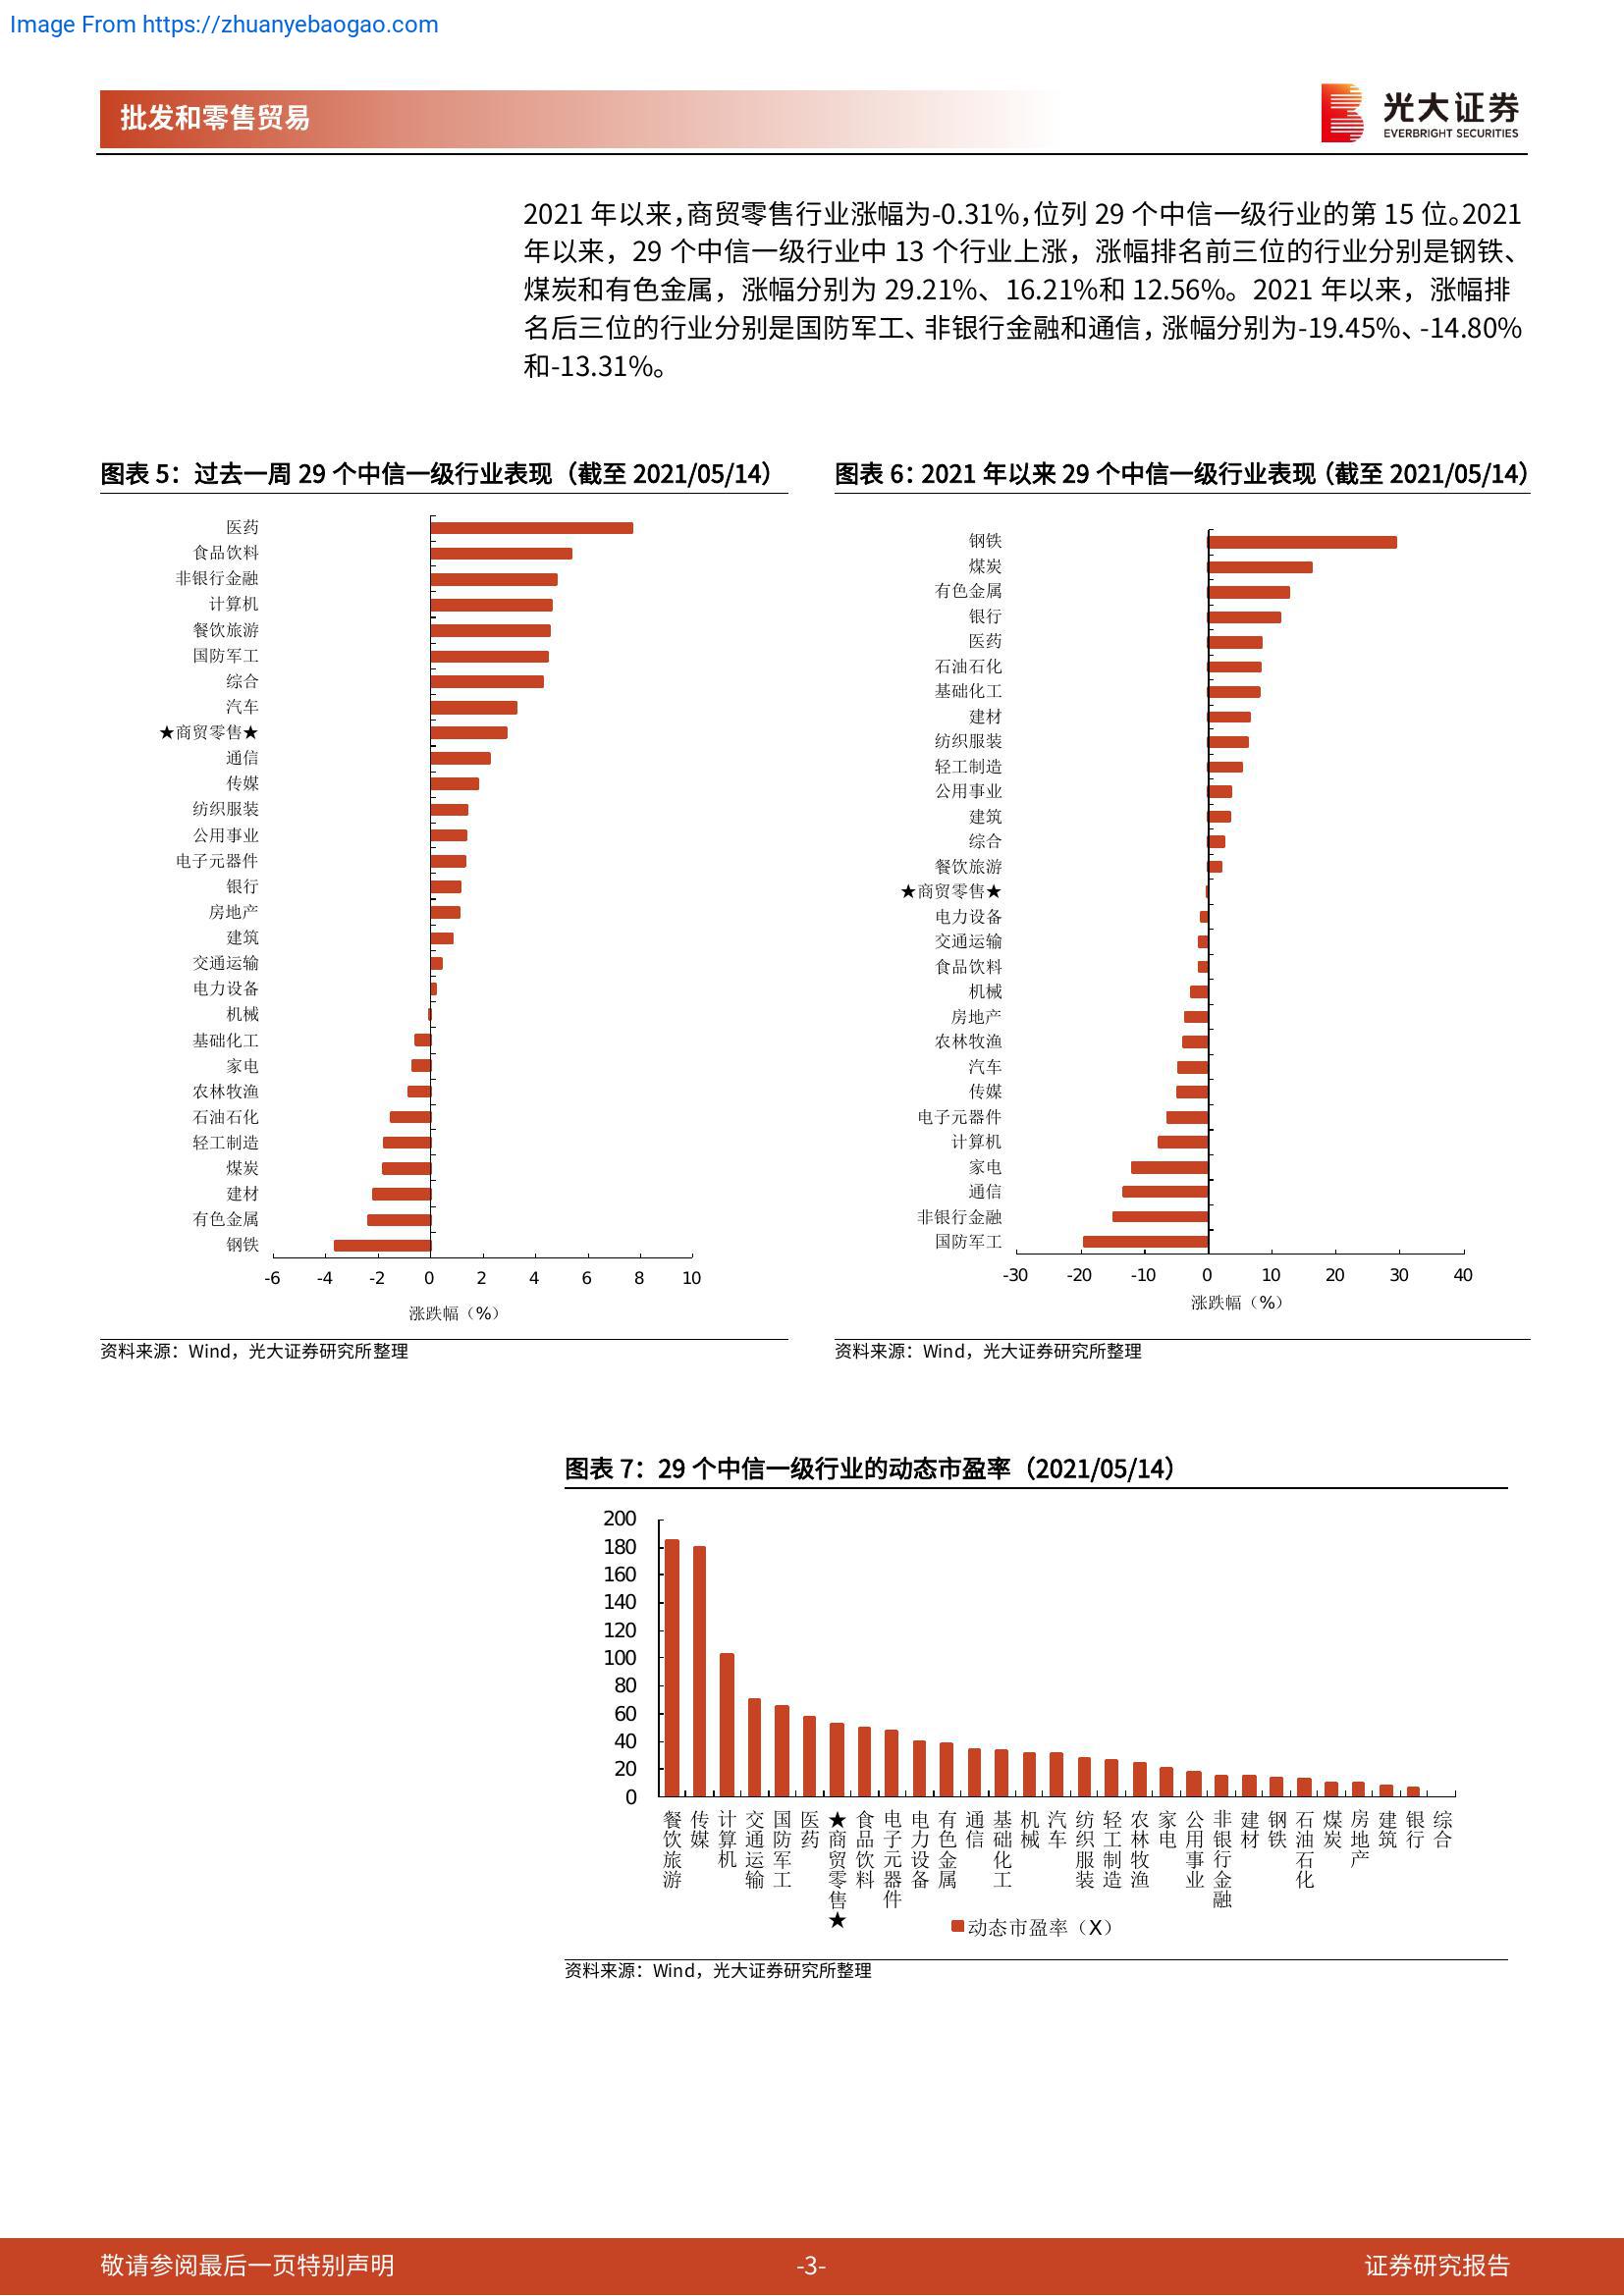 Image From https://zhuanyebaogao.com
批发和零售贸易
光大证券
EVERBRIGHT SECURITIES
2021 年以来，商贸零售行业涨幅为-0.31%，位列 29 个中信一级行业的第 15 位。2021
年以来，29 个中信一级行业中 13 个行业上涨，涨幅排名前三位的行业分别是钢铁、
煤炭和有色金属，涨幅分别为 29.21%、16.21%和 12.56%。2021 年以来，涨幅排
名后三位的行业分别是国防军工、非银行金融和通信，涨幅分别为-19.45%、-14.80%
和-13.31%。
图表 5：过去一周 29 个中信一级行业表现（截至 2021/05/14）
医药
食品饮料
非银行金融
计算机
餐饮旅游
国防军工
综合
汽车
★商贸零售★
通信
传媒
纺织服装
公用事业
电子元器件
银行
房地产
建筑
交通运输
电力设备
机械
基础化工
家电
农林牧渔
石油石化
轻工制造
煤炭
建材
有色金属
钢铁
-6 -4 -2 0 2 4 6 8 10
涨跌幅（%）
资料来源：Wind，光大证券研究所整理
图表 6：2021 年以来 29 个中信一级行业表现（截至 2021/05/14）
钢铁
煤炭
有色金属
银行
医药
石油石化
基础化工
建材
纺织服装
轻工制造
公用事业
建筑
综合
餐饮旅游
★商贸零售★
电力设备
交通运输
食品饮料
机械
房地产
农林牧渔
汽车
传媒
电子元器件
计算机
家电
通信
非银行金融
国防军工
-30 -20 -10 0 10 20 30 40
涨跌幅（%）
资料来源：Wind，光大证券研究所整理
图表 7：29 个中信一级行业的动态市盈率（2021/05/14）
200
180
160
140
120
100
80
60
40
20
0
餐饮旅游
传媒
计算机
交通运输
国防军工
医药
★商贸零售★
食品饮料
电子元器件
电力设备
有色金属
通信
基础化工
机械
汽车
纺织服装
轻工制造
农林牧渔
家电
公用事业
非银行金融
建材
钢铁
石油石化
煤炭
房地产
建筑
银行
综合
动态市盈率（X）
资料来源：Wind，光大证券研究所整理
敬请参阅最后一页特别声明
-3-
证券研究报告